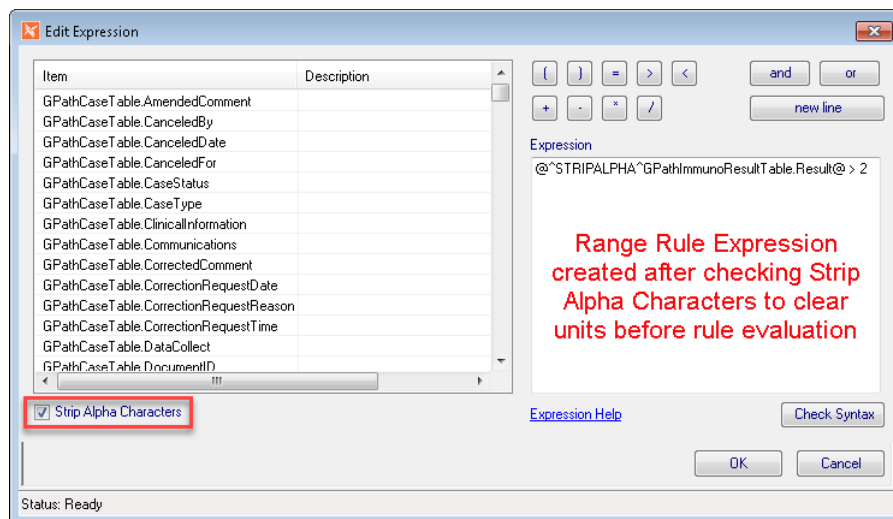 Edit Expression
Item Description
GPathCaseTable.AmendedComment
GPathCaseTable.CanceledBy
GPathCaseTable.CanceledDate
GPathCaseTable.CanceledFor
GPathCaseTable.CaseStatus
GPathCaseTable.CaseType
GPathCaseTable.ClinicalInformation
GPathCaseTable.Communications
GPathCaseTable.CorrectedComment
GPathCaseTable.CorrectionRequestDate
GPathCaseTable.CorrectionRequestReason
GPathCaseTable.CorrectionRequestTime
GPathCaseTable.DataCollect
GPathCaseTable.DocumentID
Strip Alpha Characters
( ) = > < and or
+ - * / new line
Expression
@^STRIPALPHA^GPathImmunoResultTable.Result@ > 2
Range Rule Expression
created after checking Strip
Alpha Characters to clear
units before rule evaluation
Expression Help Check Syntax
OK Cancel
Status: Ready